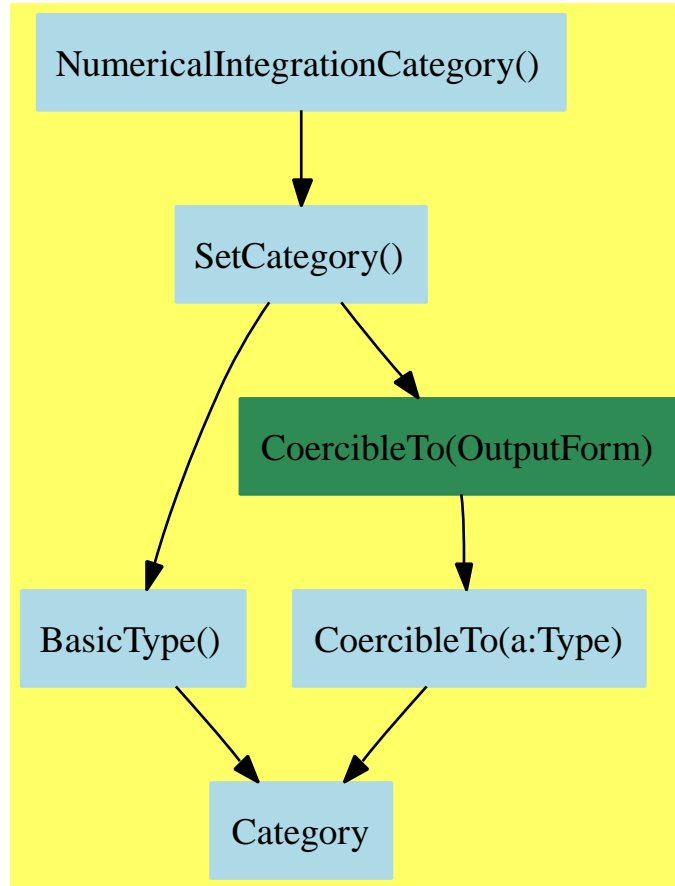 NumericalIntegrationCategory()
SetCategory()
CoercibleTo(OutputForm)
BasicType()
CoercibleTo(a:Type)
Category